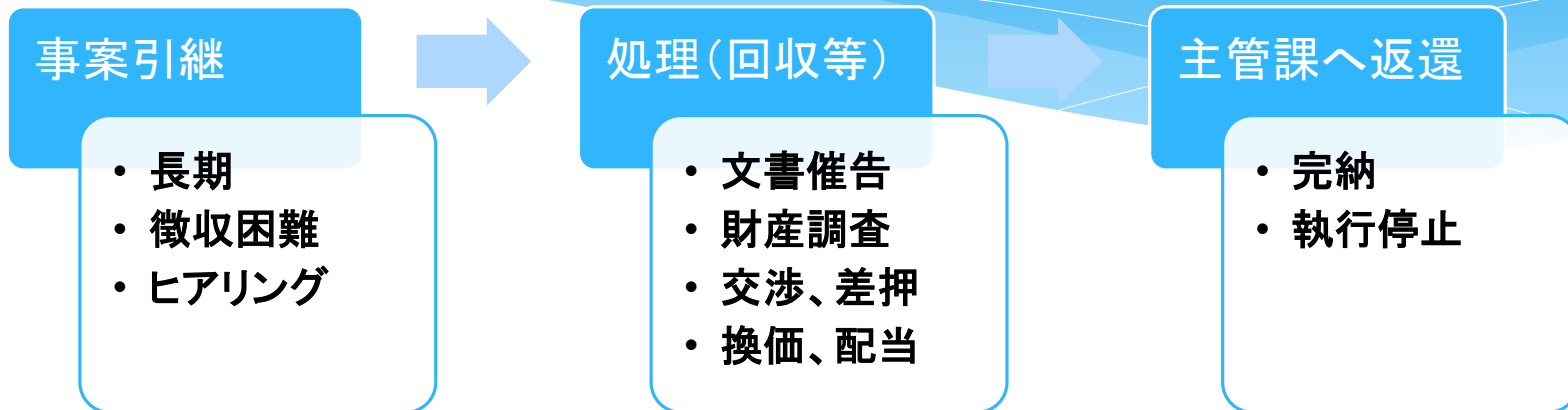 事案引継
・ 長期
・ 徴収困難
・ ヒアリング
処理(回収等)
・ 文書催告
・ 財産調査
・ 交渉、差押
・ 換価、配当
主管課へ返還
・ 完納
・ 執行停止